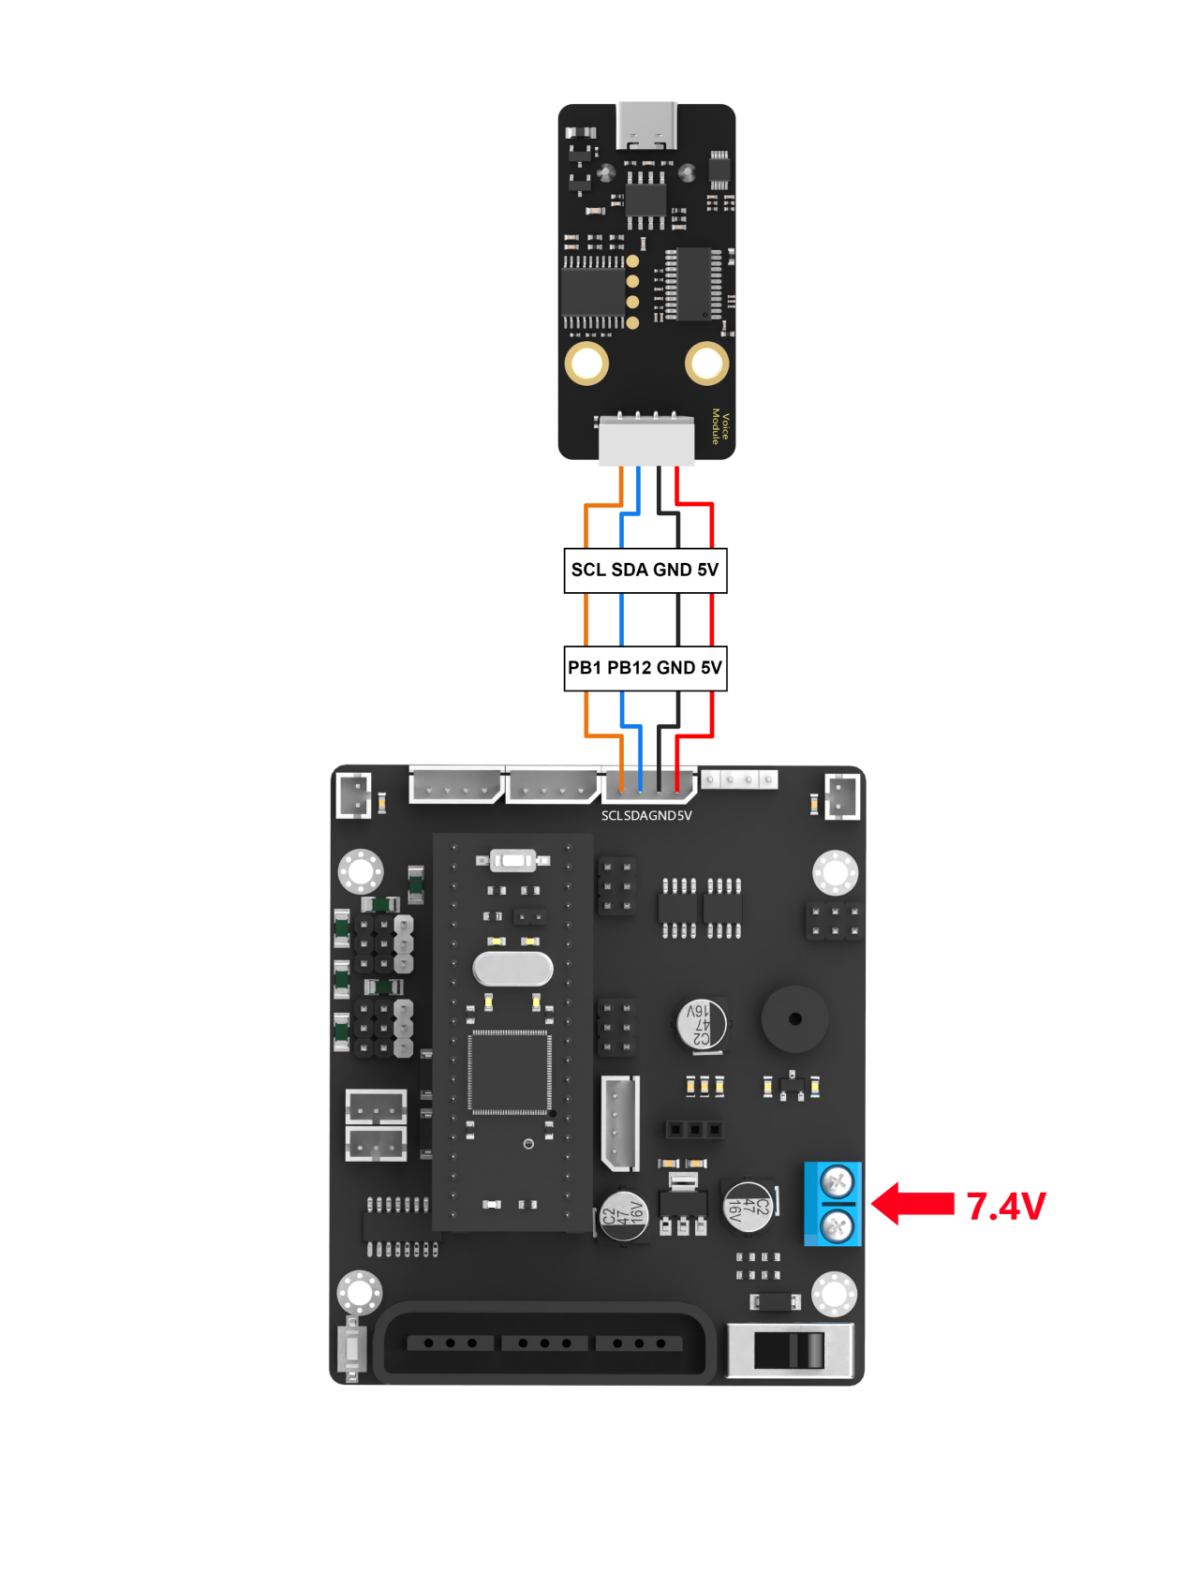 Voice
Module
SCL SDA GND 5V
PB1 PB12 GND 5V
SCLSDAGND5V
C2
47
16V
C2
47
16V
C2
47
16V
7.4V